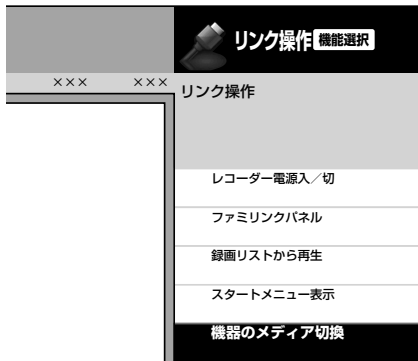 リンク操作 機能選択
××× ×××
リンク操作
レコーダー電源入／切
ファミリンクパネル
録画リストから再生
スタートメニュー表示
機器のメディア切換